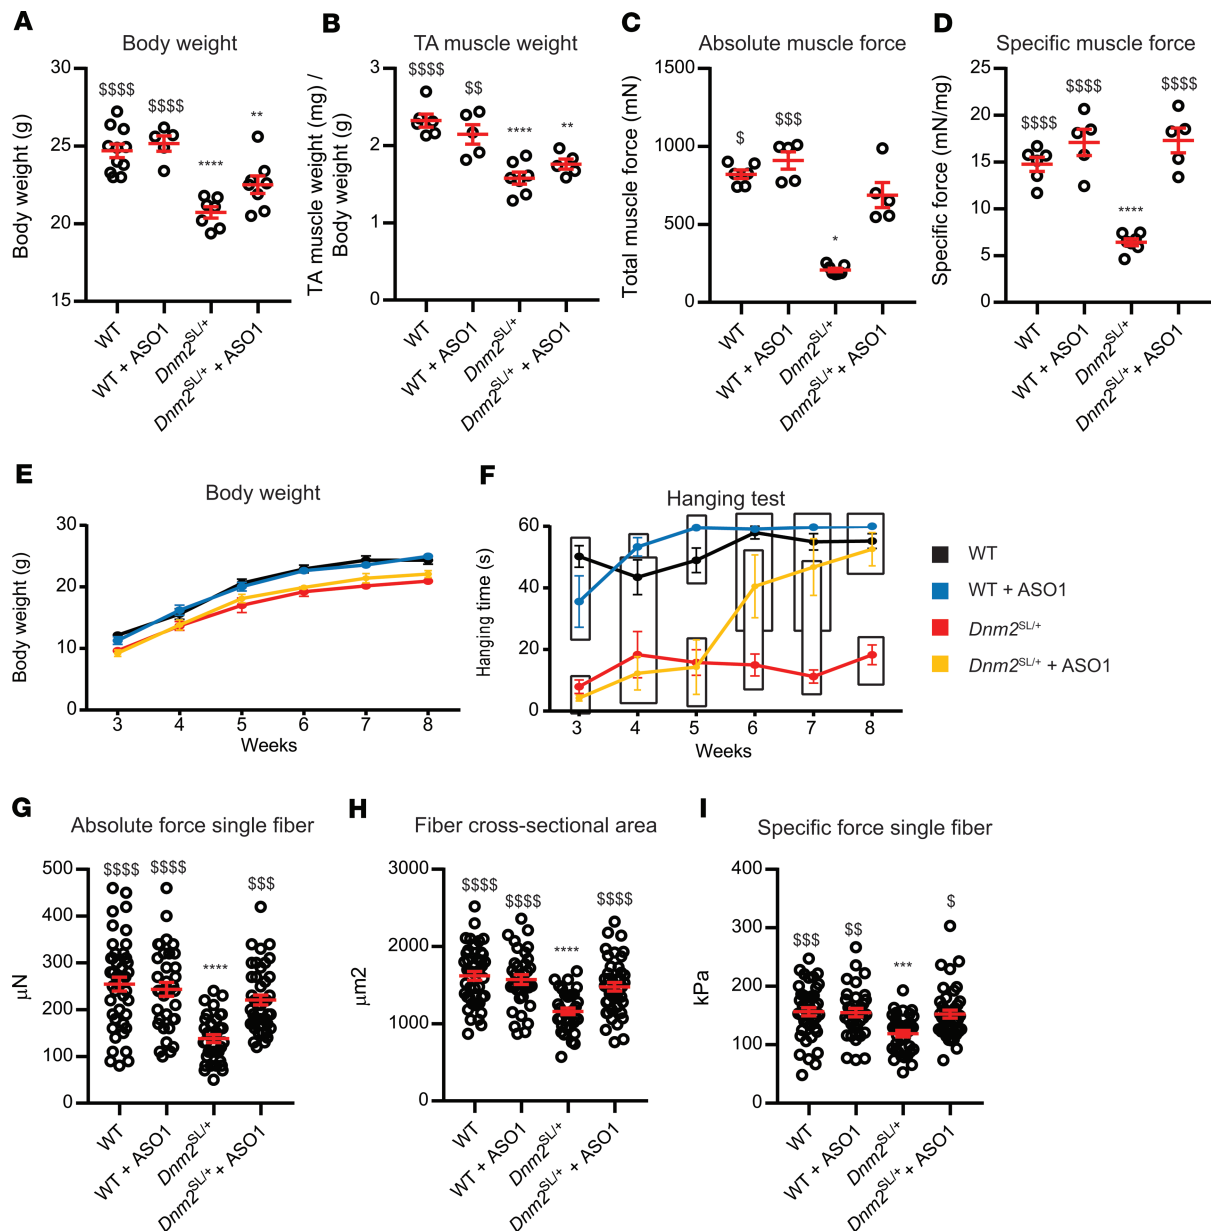 A
Body weight
Body weight (g)
30
25
20
15
$$$$
$$$$
****
**
WT
WT + ASO1
Dnm2SL/+
Dnm2SL/+ + ASO1
B
TA muscle weight
TA muscle weight (mg) /
Body weight (g)
3
2
1
0
$$$$
$$
****
**
WT
WT + ASO1
Dnm2SL/+
Dnm2SL/+ + ASO1
C
Absolute muscle force
Total muscle force (mN)
1500
1000
500
0
$
$$$
*
WT
WT + ASO1
Dnm2SL/+
Dnm2SL/+ + ASO1
D
Specific muscle force
Specific force (mN/mg)
25
20
15
10
5
0
$$$$
$$$$
****
$$$$
WT
WT + ASO1
Dnm2SL/+
Dnm2SL/+ + ASO1
E
Body weight
Body weight (g)
30
20
10
0
3 4 5 6 7 8
Weeks
F
Hanging test
Hanging time (s)
60
40
20
0
3 4 5 6 7 8
Weeks
WT
WT + ASO1
Dnm2SL/+
Dnm2SL/+ + ASO1
G
Absolute force single fiber
µN
500
400
300
200
100
0
$$$$
$$$$
****
$$$
WT
WT + ASO1
Dnm2SL/+
Dnm2SL/+ + ASO1
H
Fiber cross-sectional area
µm2
3000
2000
1000
0
$$$$
$$$$
****
$$$$
WT
WT + ASO1
Dnm2SL/+
Dnm2SL/+ + ASO1
I
Specific force single fiber
kPa
400
300
200
100
0
$$$
$$
***
$
WT
WT + ASO1
Dnm2SL/+
Dnm2SL/+ + ASO1